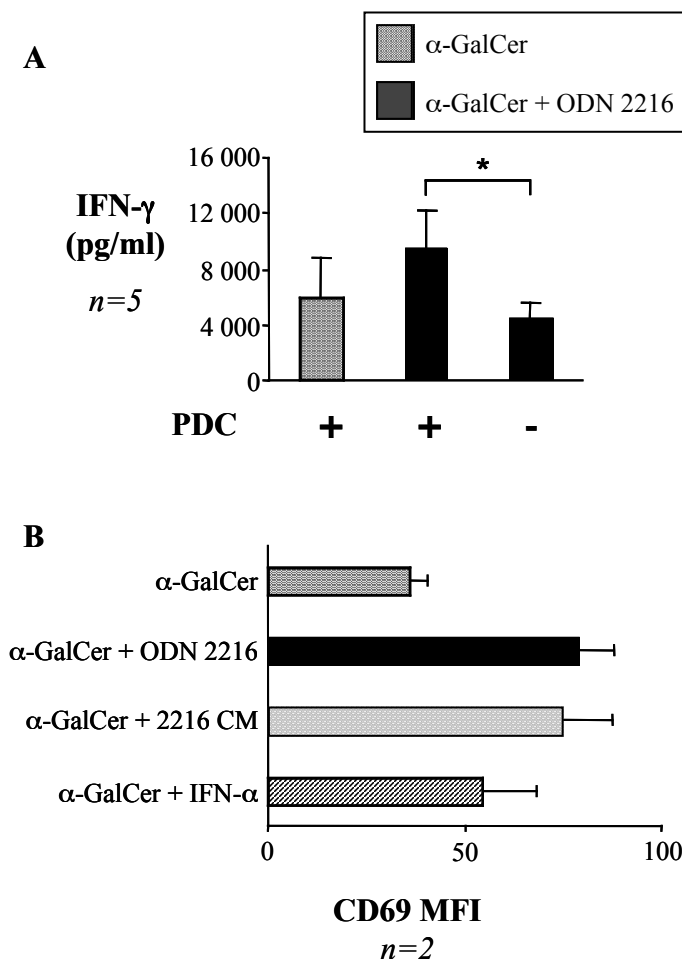 A
α-GalCer
α-GalCer + ODN 2216
16 000
12 000
8 000
4 000
0
IFN-γ
(pg/ml)
n=5
*
PDC + + -
B
α-GalCer
α-GalCer + ODN 2216
α-GalCer + 2216 CM
α-GalCer + IFN-α
0 50 100
CD69 MFI
n=2